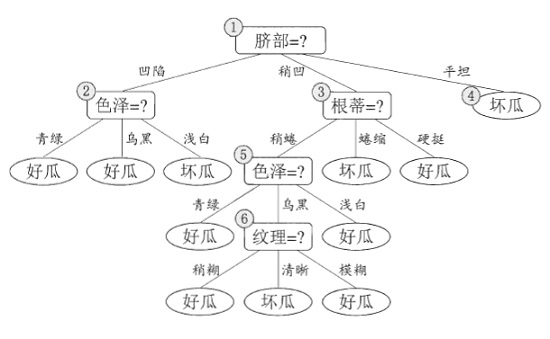 ① 脐部=?
凹陷 稍凹 平坦
② 色泽=? ③ 根蒂=? ④ 坏瓜
青绿 乌黑 浅白 稍蜷 蜷缩 硬挺
好瓜 好瓜 坏瓜 ⑤ 色泽=? 坏瓜 好瓜
青绿 乌黑 浅白
好瓜 ⑥ 纹理=? 好瓜
稍糊 清晰 模糊
好瓜 坏瓜 好瓜